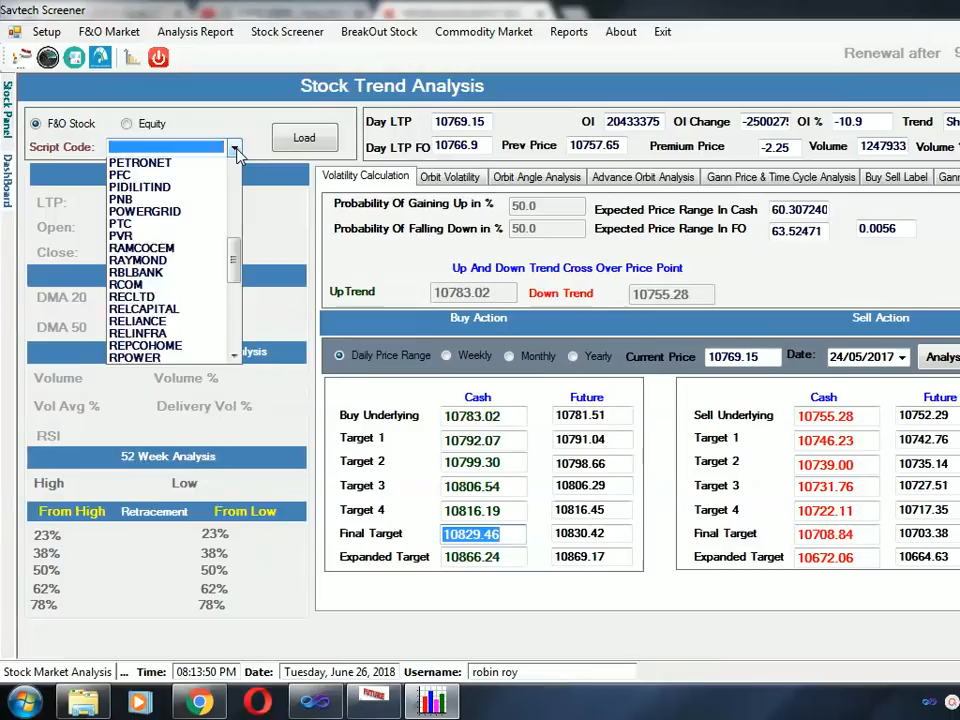 Savtech Screener
Setup F&O Market Analysis Report Stock Screener BreakOut Stock Commodity Market Reports About Exit
Renewal after
Stock Trend Analysis
Stock Panel
DashBoard
F&O Stock Equity
Script Code:
Load
Day LTP 10769.15 OI 20433375 OI Change -250027 OI % -10.9 Trend
Day LTP FO 10766.9 Prev Price 10757.65 Premium Price -2.25 Volume 1247933 Volume
PETRONET
PFC
PIDILITIND
PNB
POWERGRID
PTC
PVR
RAMCOCEM
RAYMOND
RBLBANK
RCOM
RECLTD
RELCAPITAL
RELIANCE
RELINFRA
REPCOHOME
RPOWER
LTP:
Open:
Close:
DMA 20
DMA 50
Volume Volume %
Vol Avg % Delivery Vol %
RSI
52 Week Analysis
High Low
From High Retracement From Low
23% 23%
38% 38%
50% 50%
62% 62%
78% 78%
Volatility Calculation Orbit Volatility Orbit Angle Analysis Advance Orbit Analysis Gann Price & Time Cycle Analysis Buy Sell Label Gann
Probability Of Gaining Up in % 50.0 Expected Price Range In Cash 60.307240
Probability Of Falling Down in % 50.0 Expected Price Range in FO 63.52471 0.0056
Up And Down Trend Cross Over Price Point
UpTrend 10783.02 Down Trend 10755.28
Buy Action Sell Action
Daily Price Range Weekly Monthly Yearly Current Price 10769.15 Date: 24/05/2017 Analys
Cash Future Cash Future
Buy Underlying 10783.02 10781.51 Sell Underlying 10755.28 10752.29
Target 1 10792.07 10791.04 Target 1 10746.23 10742.76
Target 2 10799.30 10798.66 Target 2 10739.00 10735.14
Target 3 10806.54 10806.29 Target 3 10731.76 10727.51
Target 4 10816.19 10816.45 Target 4 10722.11 10717.35
Final Target 10829.46 10830.42 Final Target 10708.84 10703.38
Expanded Target 10866.24 10869.17 Expanded Target 10672.06 10664.63
Stock Market Analysis ... Time: 08:13:50 PM Date: Tuesday, June 26, 2018 Username: robin roy
FUTURE